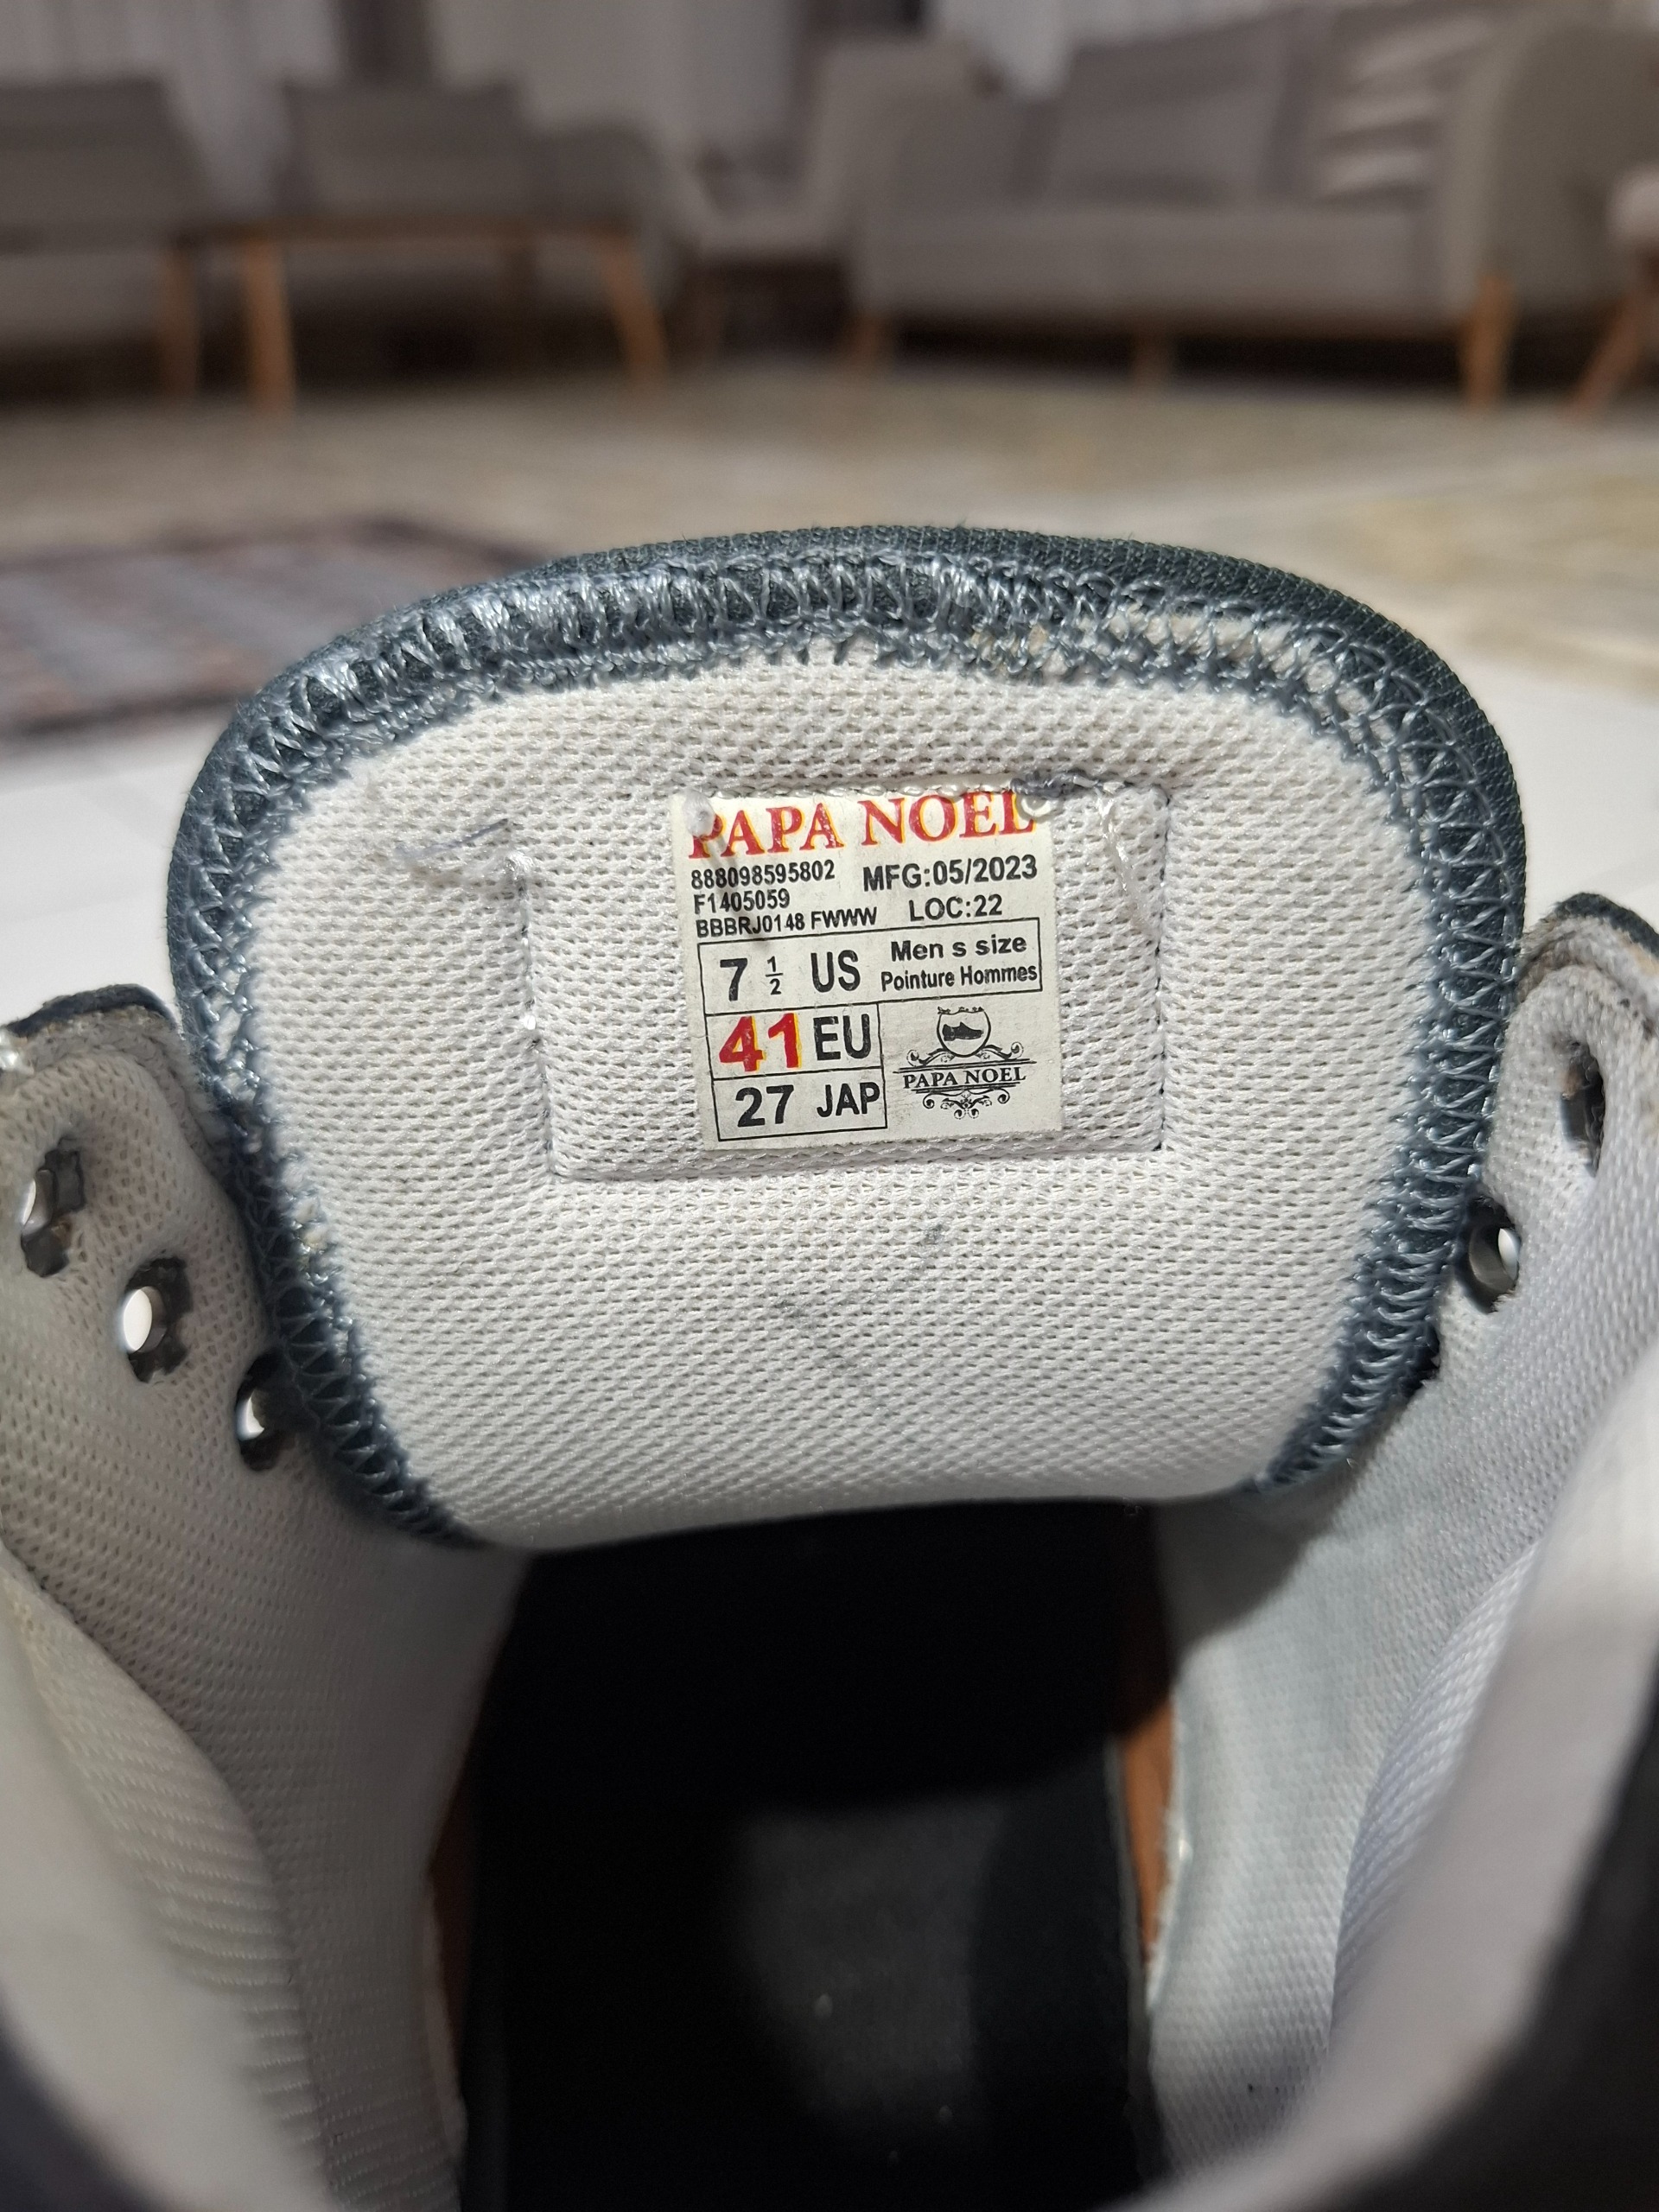 PAPA NOEL
888098595802 MFG:05/2023
F1405059
BBBRJ0148 FWWW LOC:22
7 1/2 US Men s size
Pointure Hommes
41 EU
27 JAP
PAPA NOEL